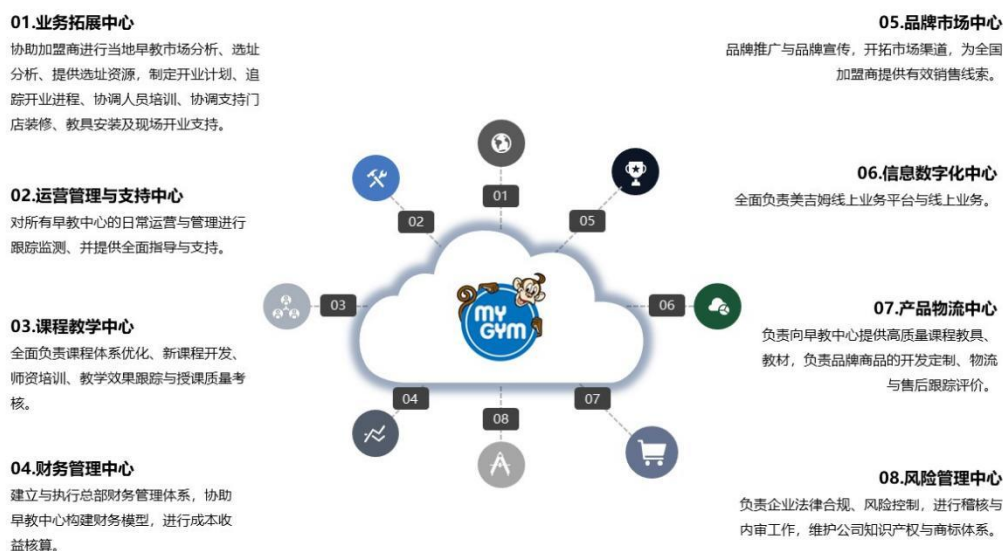 01.业务拓展中心
协助加盟商进行当地早教市场分析、选址
分析、提供选址资源，制定开业计划、追
踪开业进程、协调人员培训、协调支持门
店装修、教具安装及现场开业支持。
02.运营管理与支持中心
对所有早教中心的日常运营与管理进行
跟踪监测、并提供全面指导与支持。
03.课程教学中心
全面负责课程体系优化、新课程开发、
师资培训、教学效果跟踪与授课质量考
核。
04.财务管理中心
建立与执行总部财务管理体系，协助
早教中心构建财务模型，进行成本收
益核算。
01
02
03
04
05
06
07
08
MY
GYM
05.品牌市场中心
品牌推广与品牌宣传，开拓市场渠道，为全国
加盟商提供有效销售线索。
06.信息数字化中心
全面负责美吉姆线上业务平台与线上业务。
07.产品物流中心
负责向早教中心提供高质量课程教具、
教材，负责品牌商品的开发定制、物流
与售后跟踪评价。
08.风险管理中心
负责企业法律合规、风险控制，进行稽核与
内审工作，维护公司知识产权与商标体系。